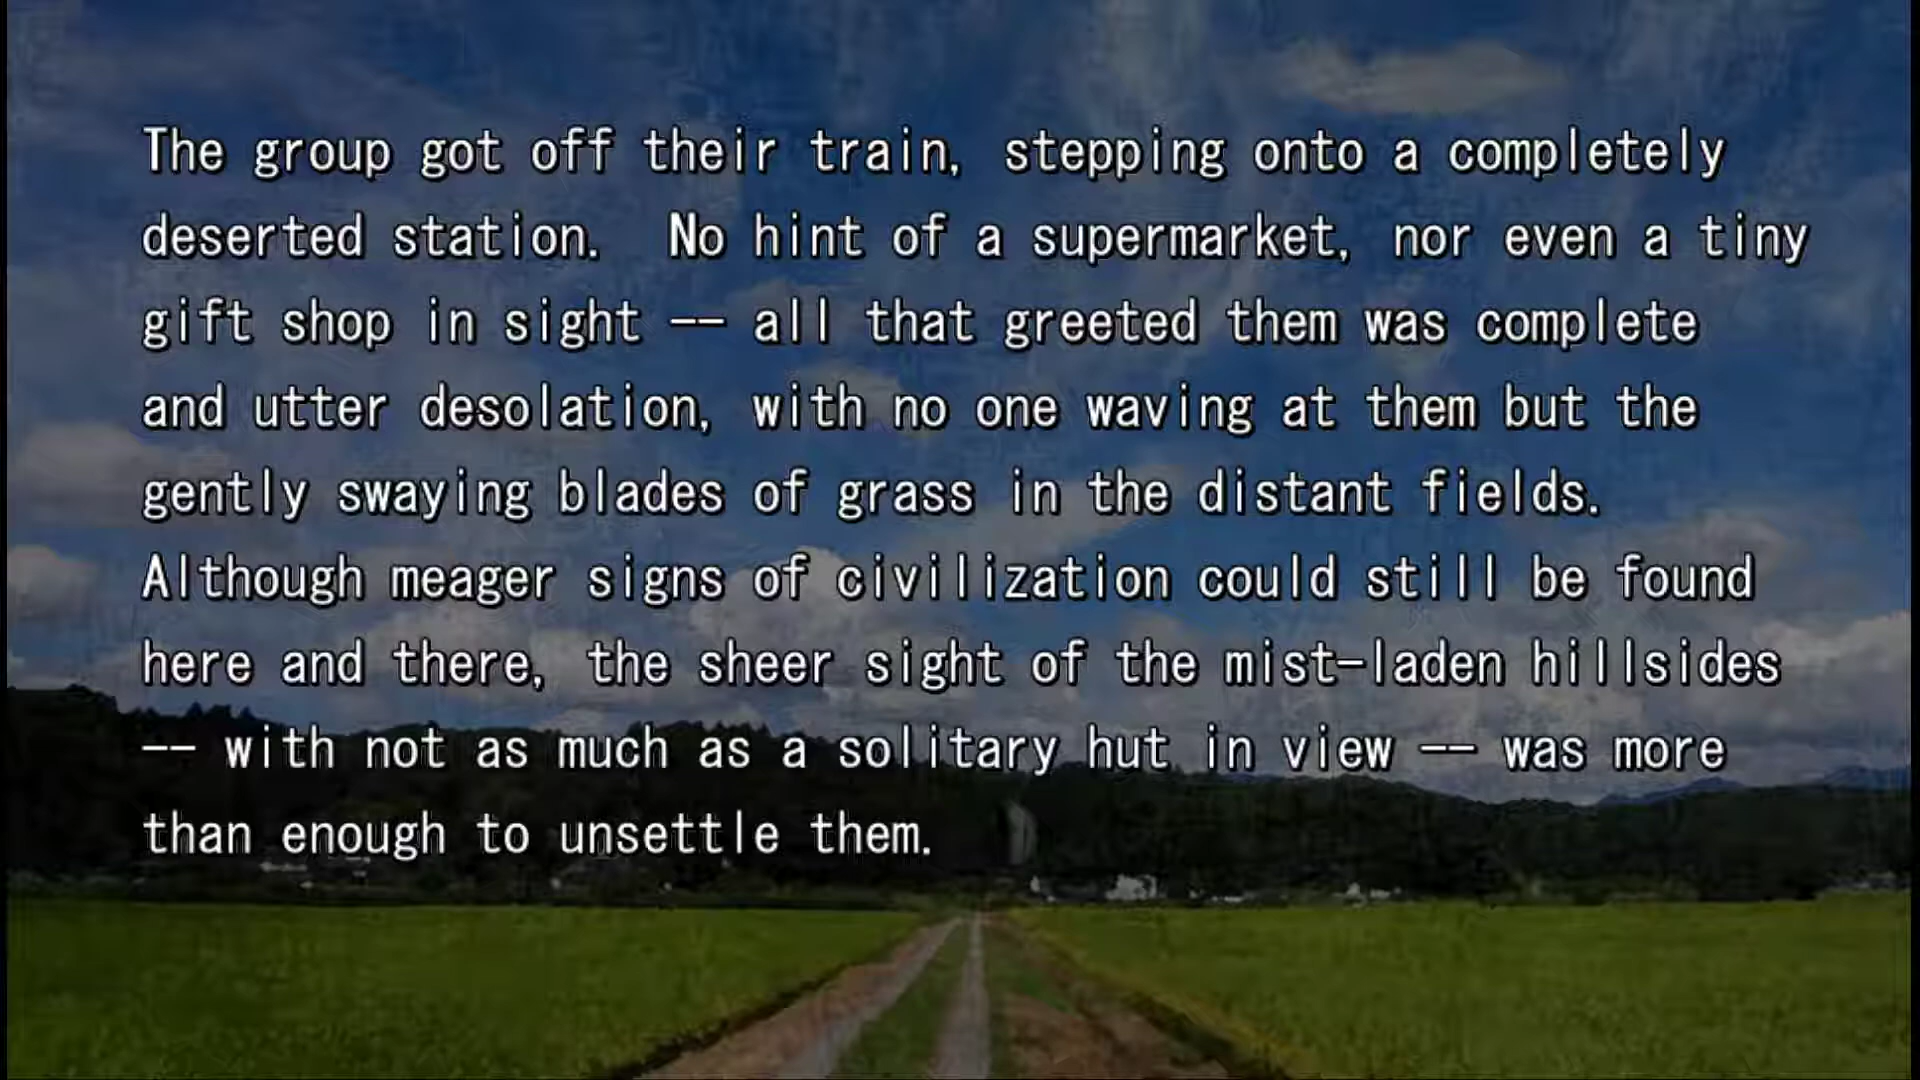 The group got off their train, stepping onto a completely
deserted station.  No hint of a supermarket, nor even a tiny
gift shop in sight -- all that greeted them was complete
and utter desolation, with no one waving at them but the
gently swaying blades of grass in the distant fields.
Although meager signs of civilization could still be found
here and there, the sheer sight of the mist-laden hillsides
-- with not as much as a solitary hut in view -- was more
than enough to unsettle them.